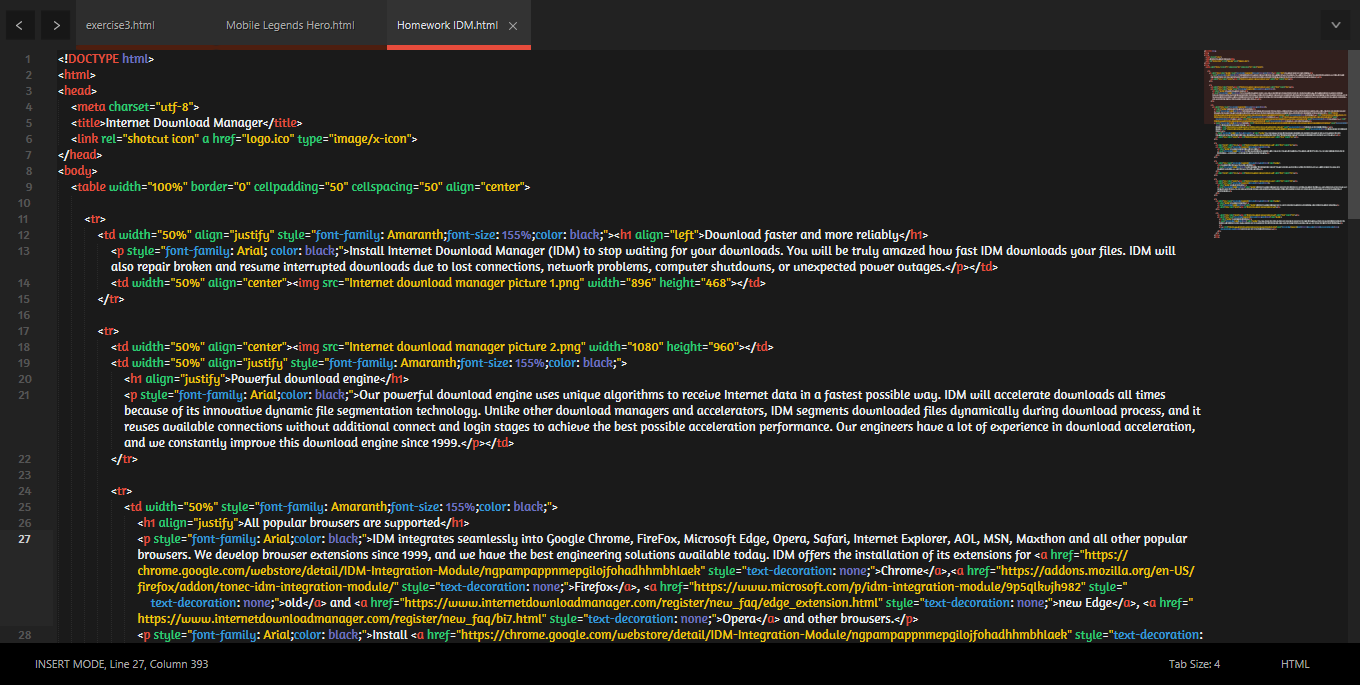 exercise3.html Mobile Legends Hero.html Homework IDM.html
1 <!DOCTYPE html>
2 <html>
3 <head>
4 <meta charset="utf-8">
5 <title>Internet Download Manager</title>
6 <link rel="shotcut icon" a href="logo.ico" type="image/x-icon">
7 </head>
8 <body>
9 <table width="100%" border="0" cellpadding="50" cellspacing="50" align="center">
10
11 <tr>
12 <td width="50%" align="justify" style="font-family: Amaranth;font-size: 155%;color: black;"><h1 align="left">Download faster and more reliably</h1>
13 <p style="font-family: Arial; color: black;">Install Internet Download Manager (IDM) to stop waiting for your downloads. You will be truly amazed how fast IDM downloads your files. IDM will
also repair broken and resume interrupted downloads due to lost connections, network problems, computer shutdowns, or unexpected power outages.</p></td>
14 <td width="50%" align="center"><img src="Internet download manager picture 1.png" width="896" height="468"></td>
15 </tr>
16
17 <tr>
18 <td width="50%" align="center"><img src="Internet download manager picture 2.png" width="1080" height="960"></td>
19 <td width="50%" align="justify" style="font-family: Amaranth;font-size: 155%;color: black;">
20 <h1 align="justify">Powerful download engine</h1>
21 <p style="font-family: Arial;color: black;">Our powerful download engine uses unique algorithms to receive Internet data in a fastest possible way. IDM will accelerate downloads all times
because of its innovative dynamic file segmentation technology. Unlike other download managers and accelerators, IDM segments downloaded files dynamically during download process, and it
reuses available connections without additional connect and login stages to achieve the best possible acceleration performance. Our engineers have a lot of experience in download acceleration,
and we constantly improve this download engine since 1999.</p></td>
22 </tr>
23
24 <tr>
25 <td width="50%" style="font-family: Amaranth;font-size: 155%;color: black;">
26 <h1 align="justify">All popular browsers are supported</h1>
27 <p style="font-family: Arial;color: black;">IDM integrates seamlessly into Google Chrome, FireFox, Microsoft Edge, Opera, Safari, Internet Explorer, AOL, MSN, Maxthon and all other popular
browsers. We develop browser extensions since 1999, and we have the best engineering solutions available today. IDM offers the installation of its extensions for <a href="https://
chrome.google.com/webstore/detail/IDM-Integration-Module/ngpampappnmepgilojfohadhhmbhlaek" style="text-decoration: none;">Chrome</a>,<a href="https://addons.mozilla.org/en-US/
firefox/addon/tonec-idm-integration-module/" style="text-decoration: none;">Firefox</a>, <a href="https://www.microsoft.com/p/idm-integration-module/9p5qlkvjh982" style="
text-decoration: none;">old</a> and <a href="https://www.internetdownloadmanager.com/register/new_faq/edge_extension.html" style="text-decoration: none;">new Edge</a>, <a href="
https://www.internetdownloadmanager.com/register/new_faq/bi7.html" style="text-decoration: none;">Opera</a> and other browsers.</p>
28 <p style="font-family: Arial;color: black;">Install <a href="https://chrome.google.com/webstore/detail/IDM-Integration-Module/ngpampappnmepgilojfohadhhmbhlaek" style="text-decoration:
INSERT MODE, Line 27, Column 393 Tab Size: 4 HTML